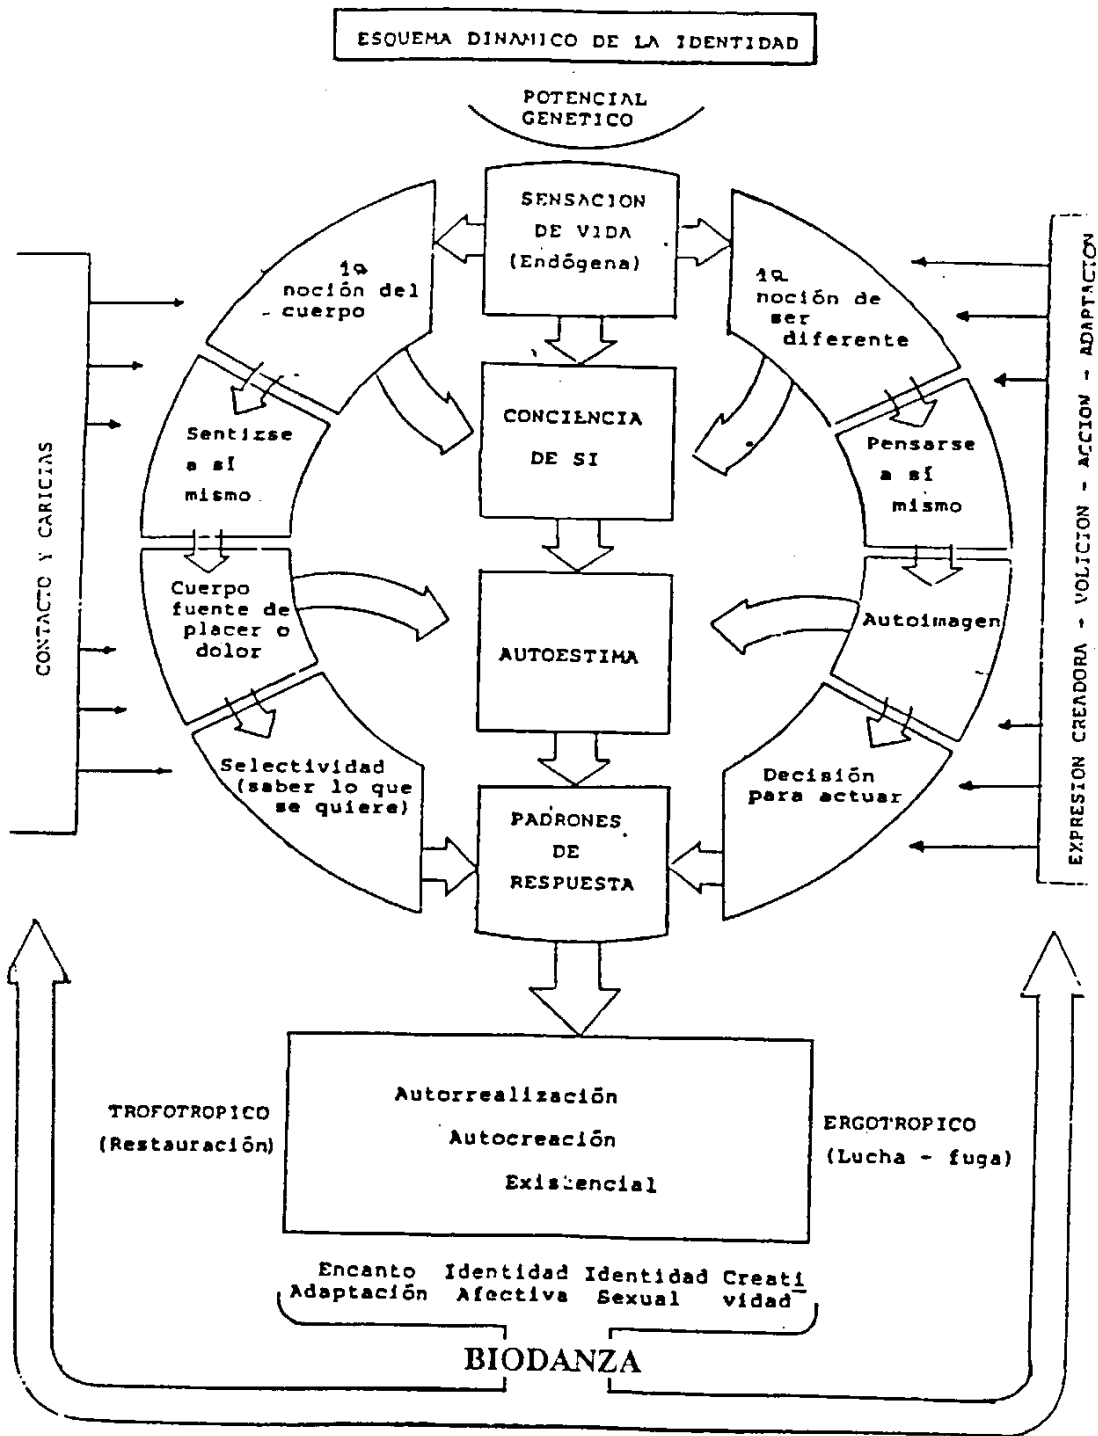 ESQUEMA DINAMICO DE LA IDENTIDAD
POTENCIAL
GENETICO
SENSACION
DE VIDA
(Endógena)
1a
noción del
cuerpo
1a
noción de
ser
diferente
CONCIENCIA
DE SI
Sentirse
a sí
mismo
Pensarse
a sí
mismo
CONTACTO Y CARICIAS
EXPRESION CREADORA - VOLICION - ACCION - ADAPTACION
Cuerpo
fuente de
placer o
dolor
AUTOESTIMA
Autoimagen
Selectividad
(saber lo que
se quiere)
Decisión
para actuar
PADRONES
DE
RESPUESTA
TROFOTROPICO
(Restauración)
Autorrealización
Autocreación
Existencial
ERGOTROPICO
(Lucha - fuga)
Encanto Identidad Identidad Creati
Adaptación Afectiva Sexual vidad
BIODANZA